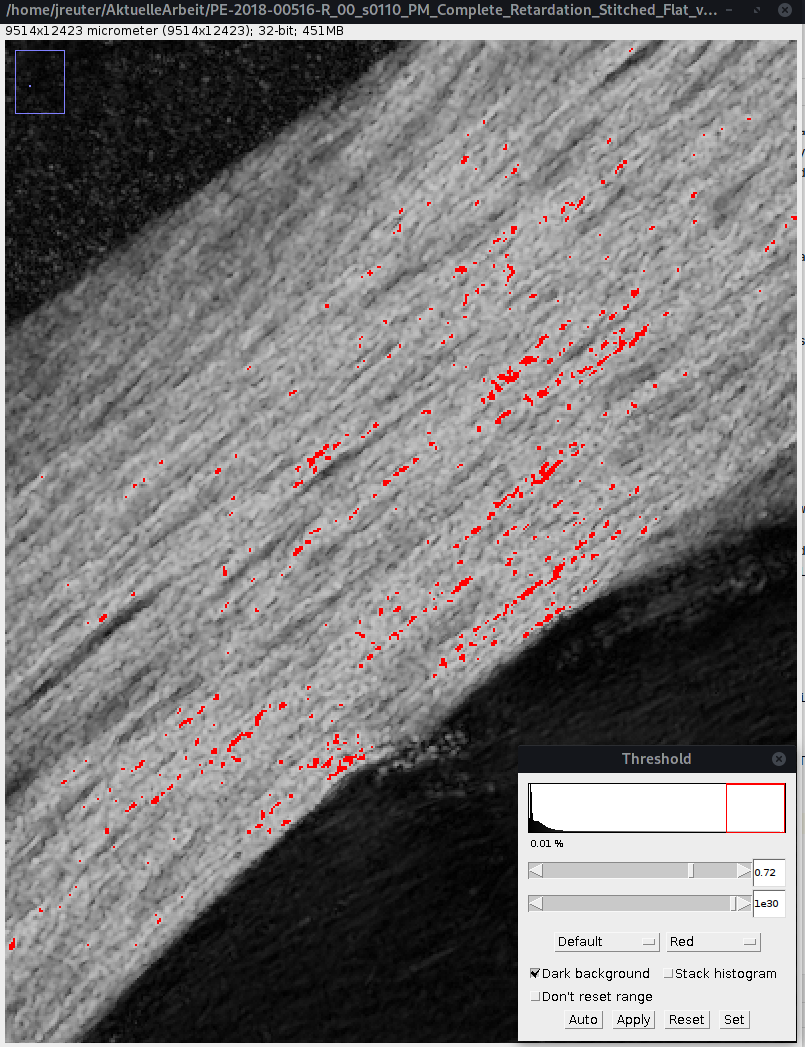 /home/jreuter/AktuelleArbeit/PE-2018-00516-R_00_s0110_PM_Complete_Retardation_Stitched_Flat_v...
9514x12423 micrometer (9514x12423); 32-bit; 451MB
Threshold
0.01 %
0.72
1e30
Default Red
Dark background Stack histogram
Don't reset range
Auto Apply Reset Set